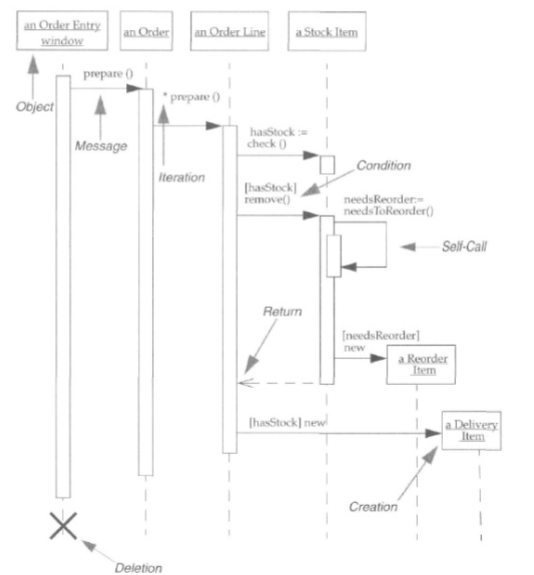 an Order Entry
window
an Order
an Order Line
a Stock Item
prepare ()
* prepare ()
Object
Message
Iteration
hasStock :=
check ()
Condition
[hasStock]
remove()
needsReorder:=
needsToReorder()
Self-Call
Return
[needsReorder]
new
a Reorder
Item
[hasStock] new
a Delivery
Item
Creation
Deletion